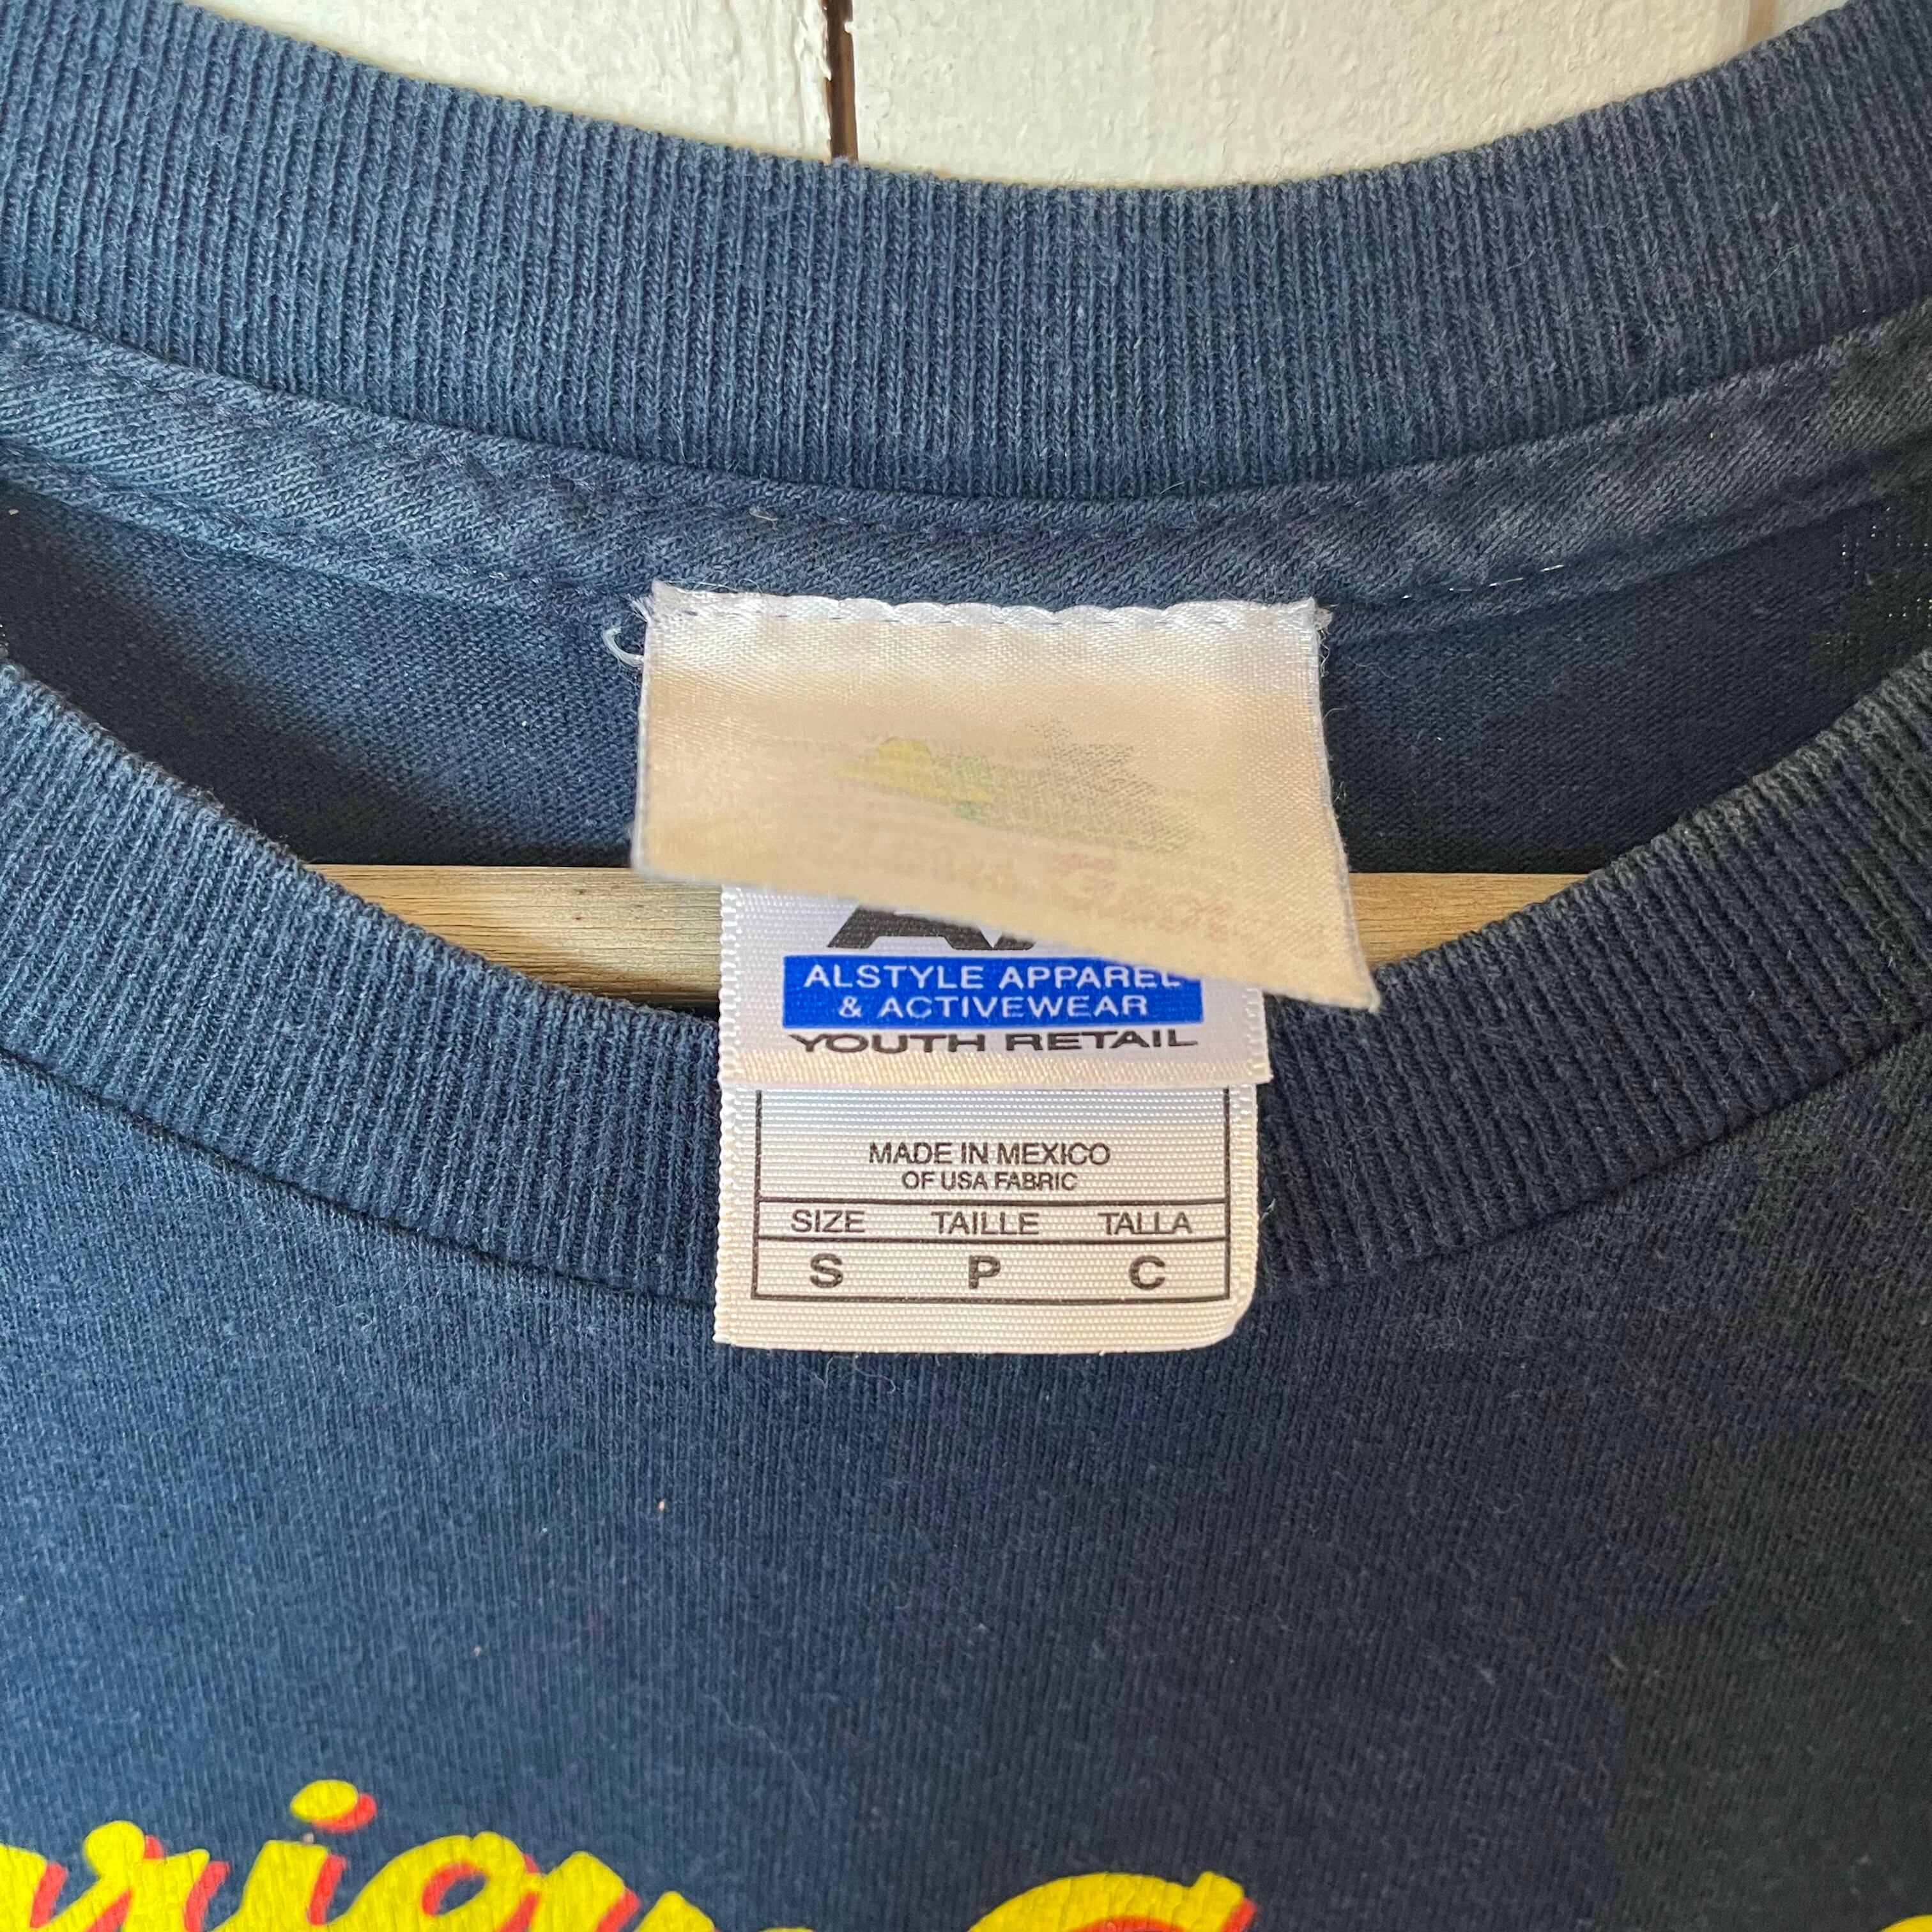 ALSTYLE APPAREL
& ACTIVEWEAR
YOUTH RETAIL
MADE IN MEXICO
OF USA FABRIC
SIZE TAILLE TALLA
S P C